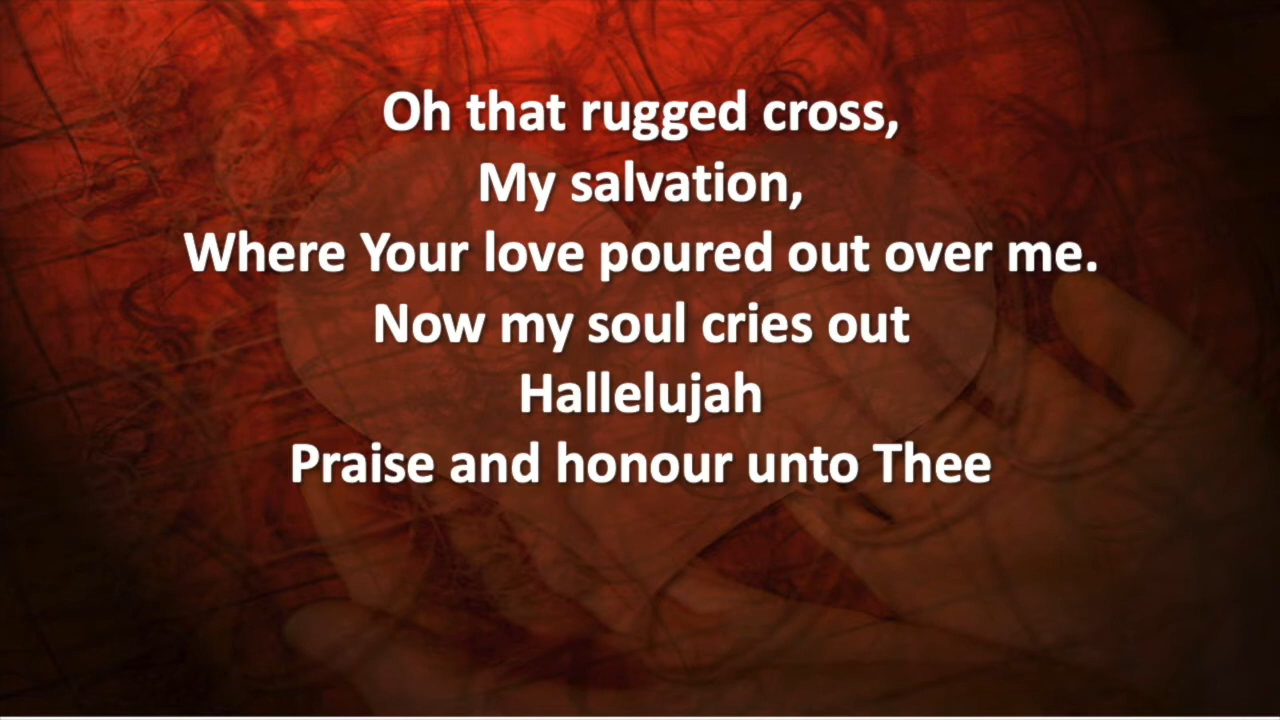 Oh that rugged cross,
My salvation,
Where Your love poured out over me.
Now my soul cries out
Hallelujah
Praise and honour unto Thee